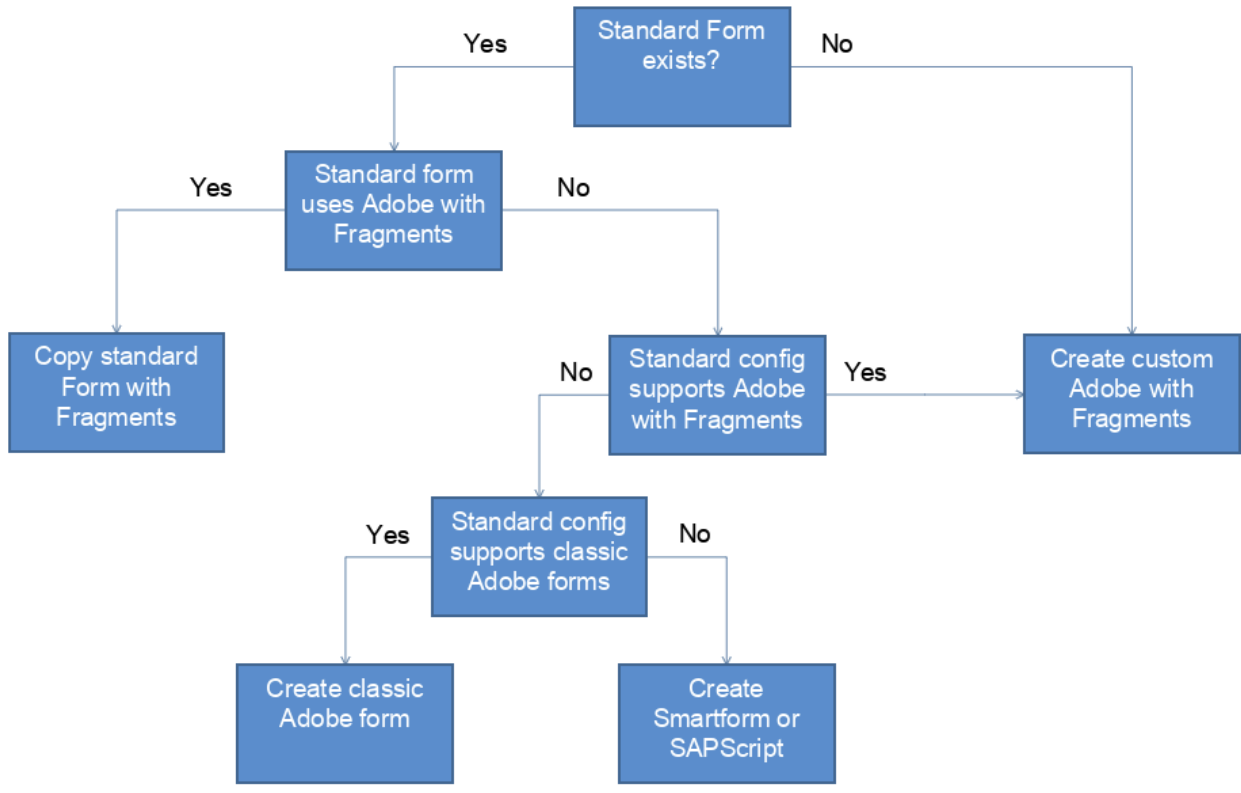 Standard Form
exists?
Yes
No
Standard form
uses Adobe with
Fragments
Yes
No
Copy standard
Form with
Fragments
Standard config
supports Adobe
with Fragments
No
Yes
Create custom
Adobe with
Fragments
Standard config
supports classic
Adobe forms
Yes
No
Create classic
Adobe form
Create
Smartform or
SAPScript